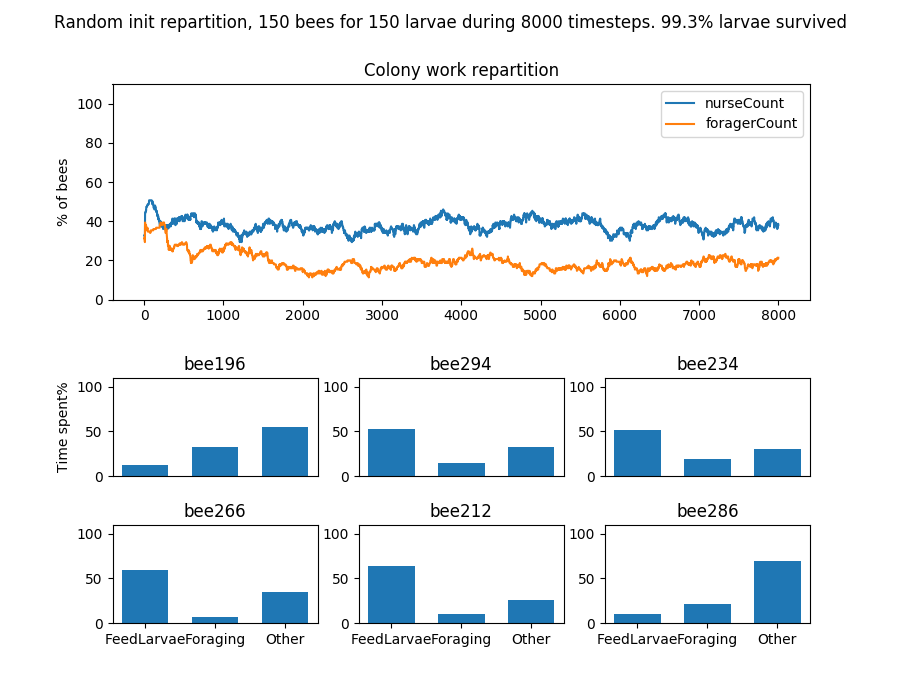 Random init repartition, 150 bees for 150 larvae during 8000 timesteps. 99.3% larvae survived
Colony work repartition
nurseCount
foragerCount
% of bees
100
80
60
40
20
0
0 1000 2000 3000 4000 5000 6000 7000 8000
bee196 bee294 bee234
Time spent%
100 100 100
50 50 50
0 0 0
bee266 bee212 bee286
100 100 100
50 50 50
0 0 0
FeedLarvae Foraging Other FeedLarvae Foraging Other FeedLarvae Foraging Other